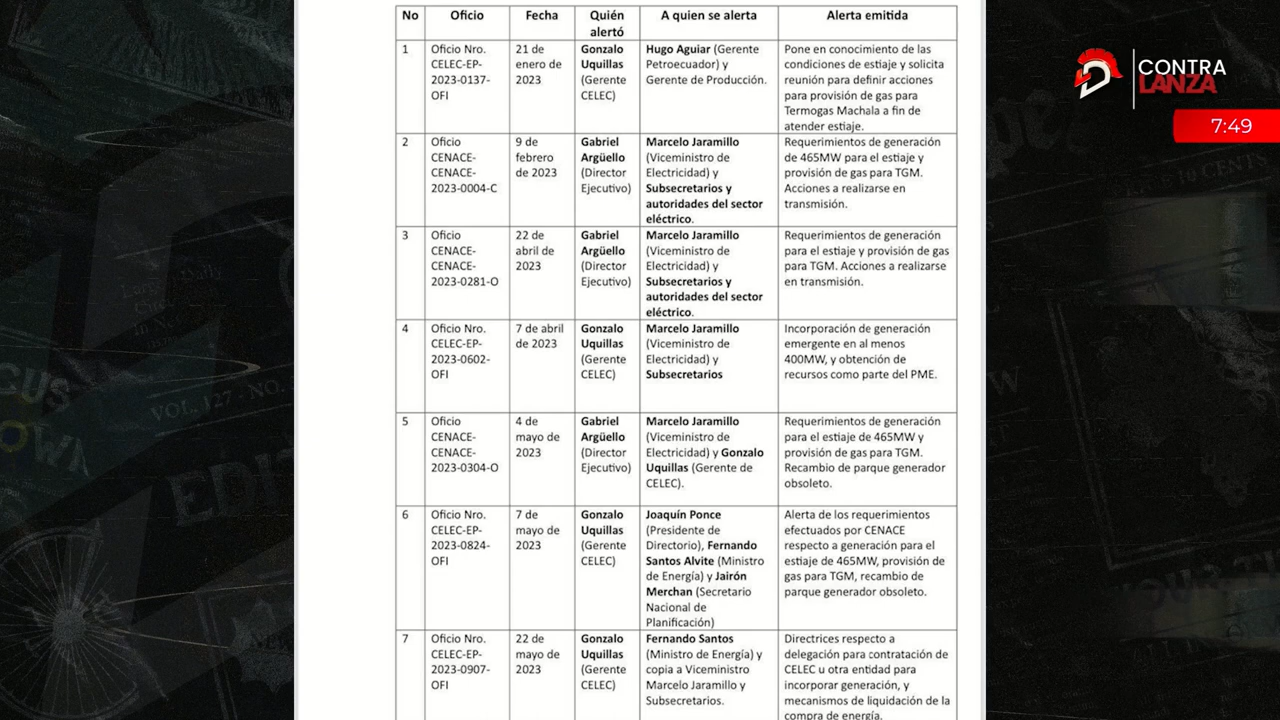 No Oficio Fecha Quién alertó A quien se alerta Alerta emitida
1
Oficio Nro.
CELEC-EP-
2023-0137-
OFI
21 de
enero de
2023
Gonzalo
Uquillas
(Gerente
CELEC)
Hugo Aguiar (Gerente
Petroecuador) y
Gerente de Producción.
Pone en conocimiento de las
condiciones de estiaje y solicita
reunión para definir acciones
para provisión de gas para
Termogas Machala a fin de
atender estiaje.
2
Oficio
CENACE-
CENACE-
2023-0004-C
9 de
febrero
de 2023
Gabriel
Argüello
(Director
Ejecutivo)
Marcelo Jaramillo
(Viceministro de
Electricidad) y
Subsecretarios y
autoridades del sector
eléctrico.
Requerimientos de generación
de 465MW para el estiaje y
provisión de gas para TGM.
Acciones a realizarse en
transmisión.
3
Oficio
CENACE-
CENACE-
2023-0281-O
22 de
abril de
2023
Gabriel
Argüello
(Director
Ejecutivo)
Marcelo Jaramillo
(Viceministro de
Electricidad) y
Subsecretarios y
autoridades del sector
eléctrico.
Requerimientos de generación
para el estiaje y provisión de gas
para TGM. Acciones a realizarse
en transmisión.
4
Oficio Nro.
CELEC-EP-
2023-0602-
OFI
7 de abril
de 2023
Gonzalo
Uquillas
(Gerente
CELEC)
Marcelo Jaramillo
(Viceministro de
Electricidad) y
Subsecretarios
Incorporación de generación
emergente en al menos
400MW, y obtención de
recursos como parte del PME.
5
Oficio
CENACE-
CENACE-
2023-0304-O
4 de
mayo de
2023
Gabriel
Argüello
(Director
Ejecutivo)
Marcelo Jaramillo
(Viceministro de
Electricidad) y Gonzalo
Uquillas (Gerente de
CELEC).
Requerimientos de generación
para el estiaje de 465MW y
provisión de gas para TGM.
Recambio de parque generador
obsoleto.
6
Oficio Nro.
CELEC-EP-
2023-0824-
OFI
7 de
mayo de
2023
Gonzalo
Uquillas
(Gerente
CELEC)
Joaquín Ponce
(Presidente de
Directorio), Fernando
Santos Alvite (Ministro
de Energía) y Jairón
Merchan (Secretario
Nacional de
Planificación)
Alerta de los requerimientos
efectuados por CENACE
respecto a generación para el
estiaje de 465MW, provisión de
gas para TGM, recambio de
parque generador obsoleto.
7
Oficio Nro.
CELEC-EP-
2023-0907-
OFI
22 de
mayo de
2023
Gonzalo
Uquillas
(Gerente
CELEC)
Fernando Santos
(Ministro de Energía) y
copia a Viceministro
Marcelo Jaramillo y
Subsecretarios.
Directrices respecto a
delegación para contratación de
CELEC u otra entidad para
incorporar generación, y
mecanismos de liquidación de la
compra de energía.
CONTRA
LANZA
7:49
10 CENTS
VOL. 127 - NO.
CUS